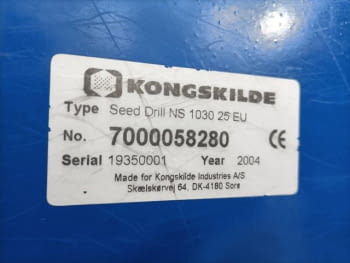 KONGSKILDE
Type Seed Drill NS 1030 25 EU
No. 7000058280 CE
Serial 19350001 Year 2004
Made for Kongskilde Industries A/S
Skælskørvej 64, DK-4180 Sorø